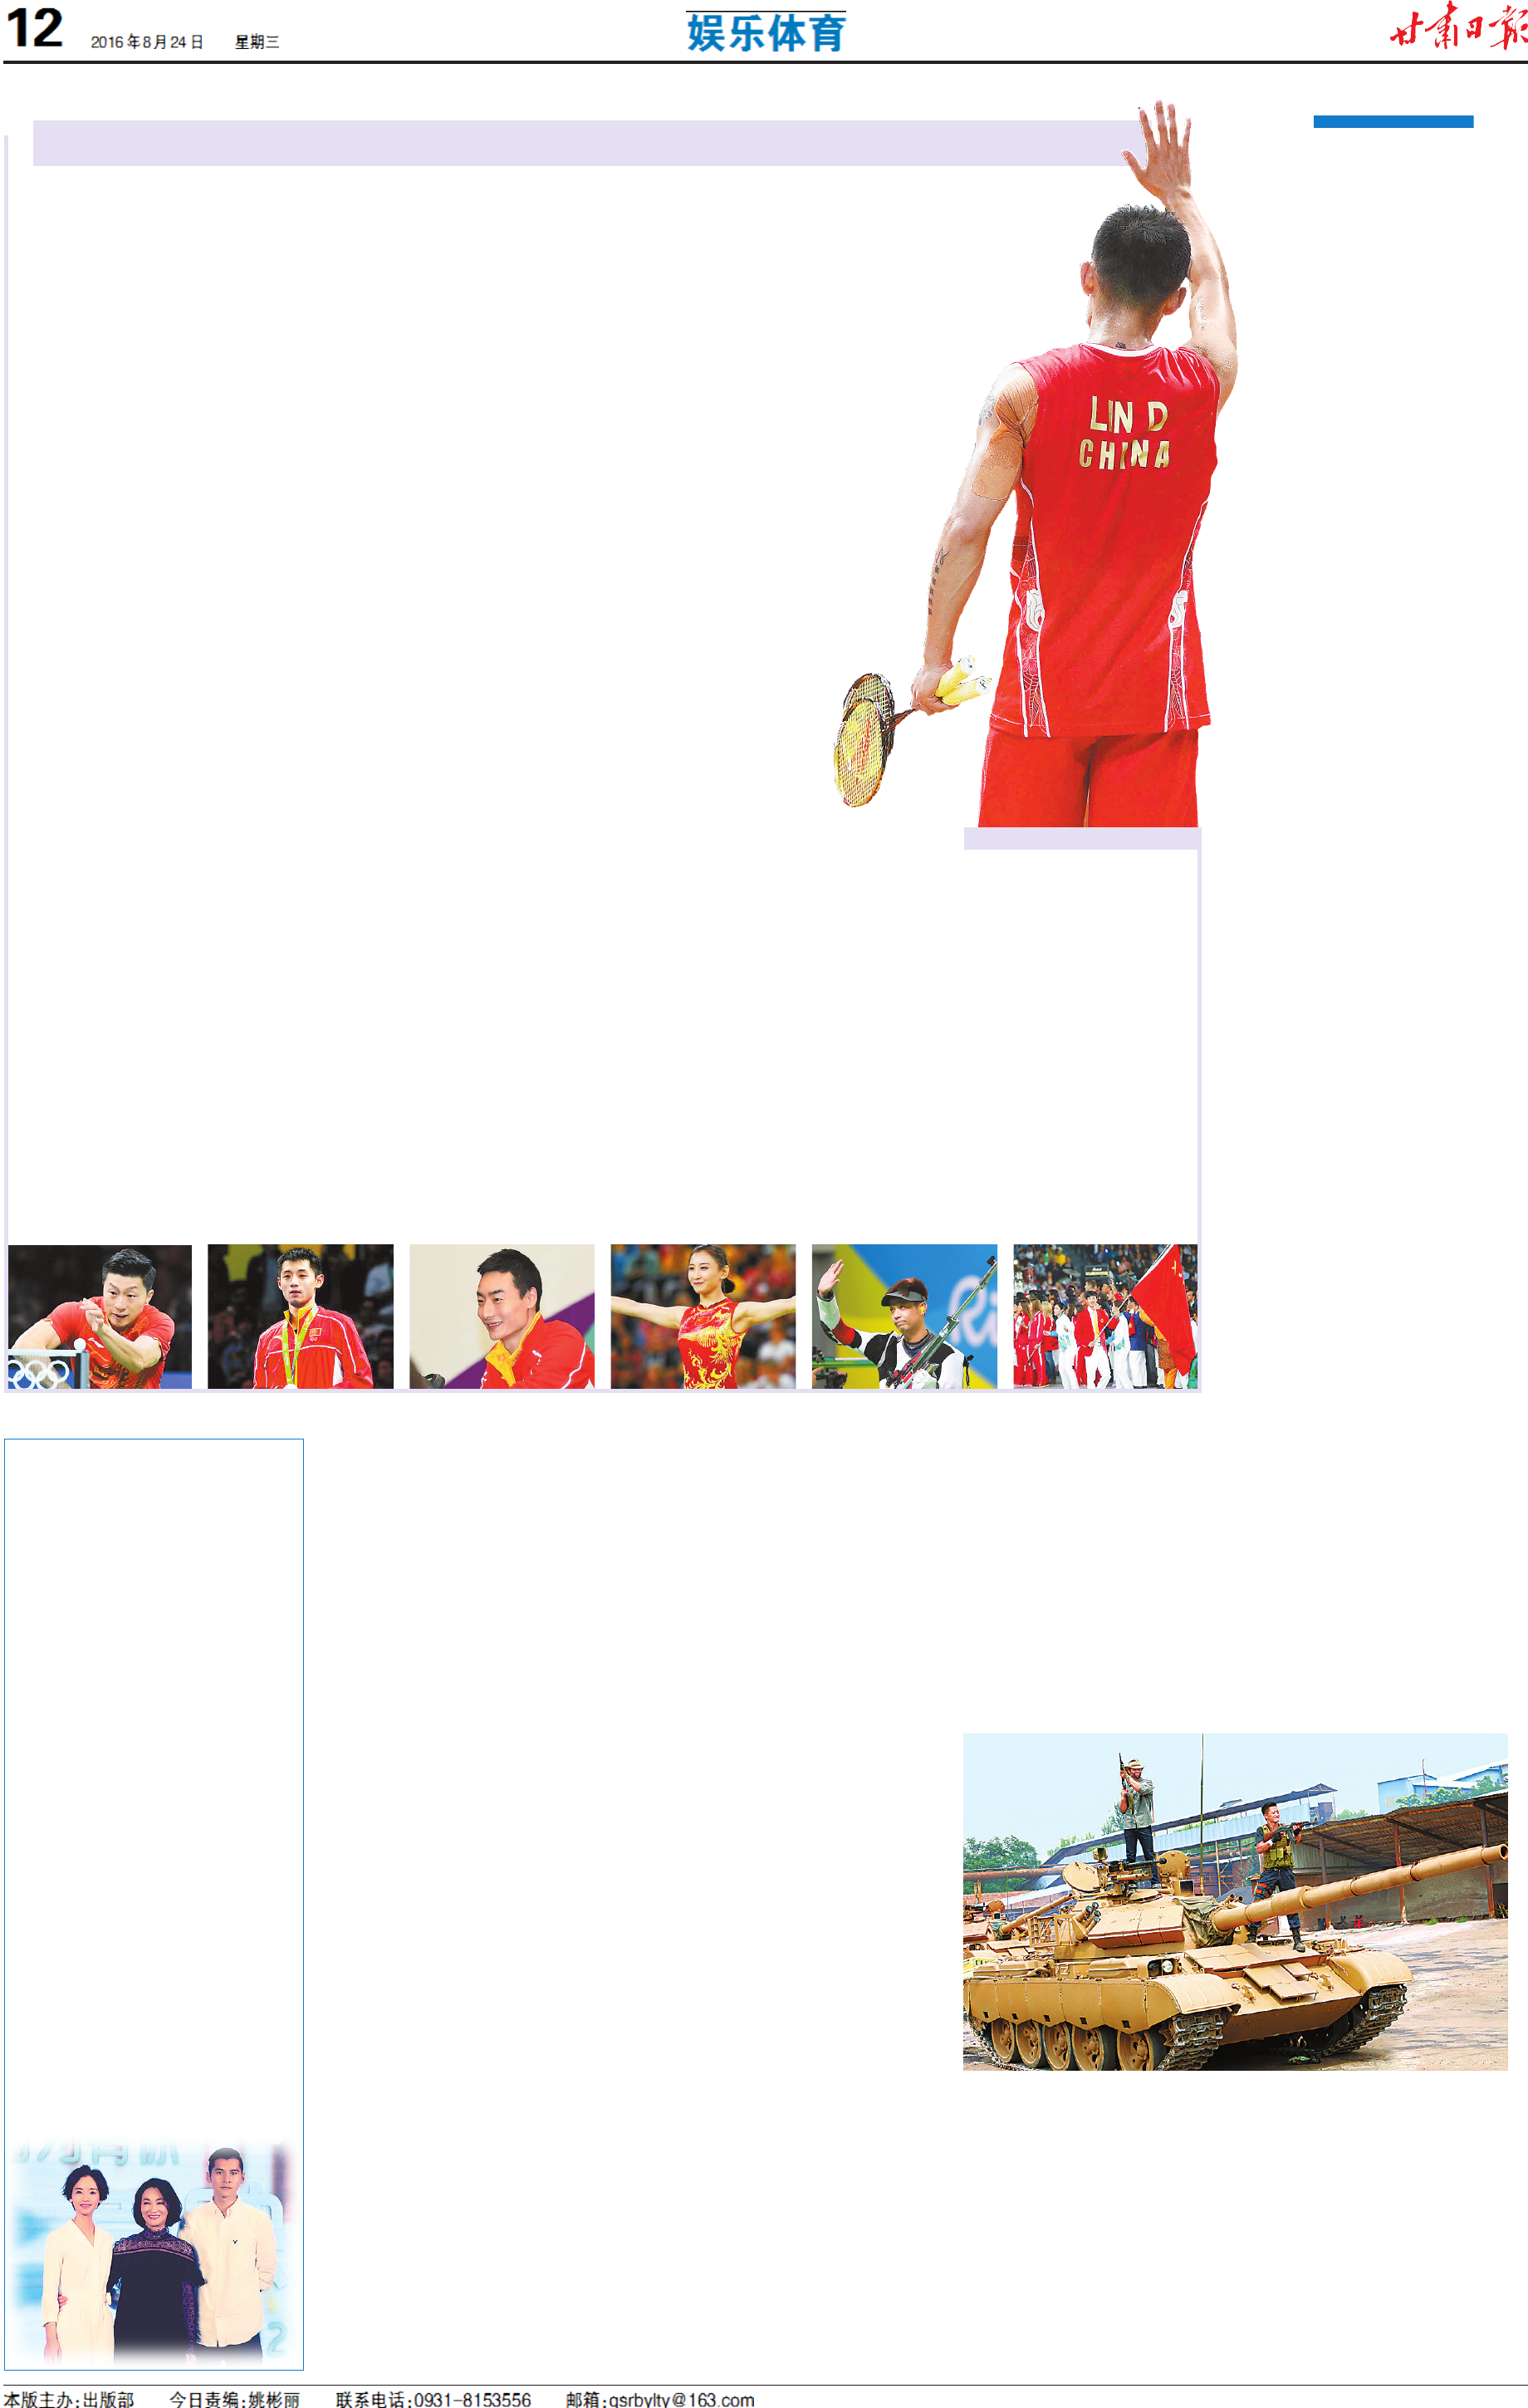 12
2016年8月24日 星期三
娱乐体育
甘肃日报
LIN D
CHINA
本版主办:出版部 今日责编:姚彬丽 联系电话:0931-8153556 邮箱:gsrbylty@163.com